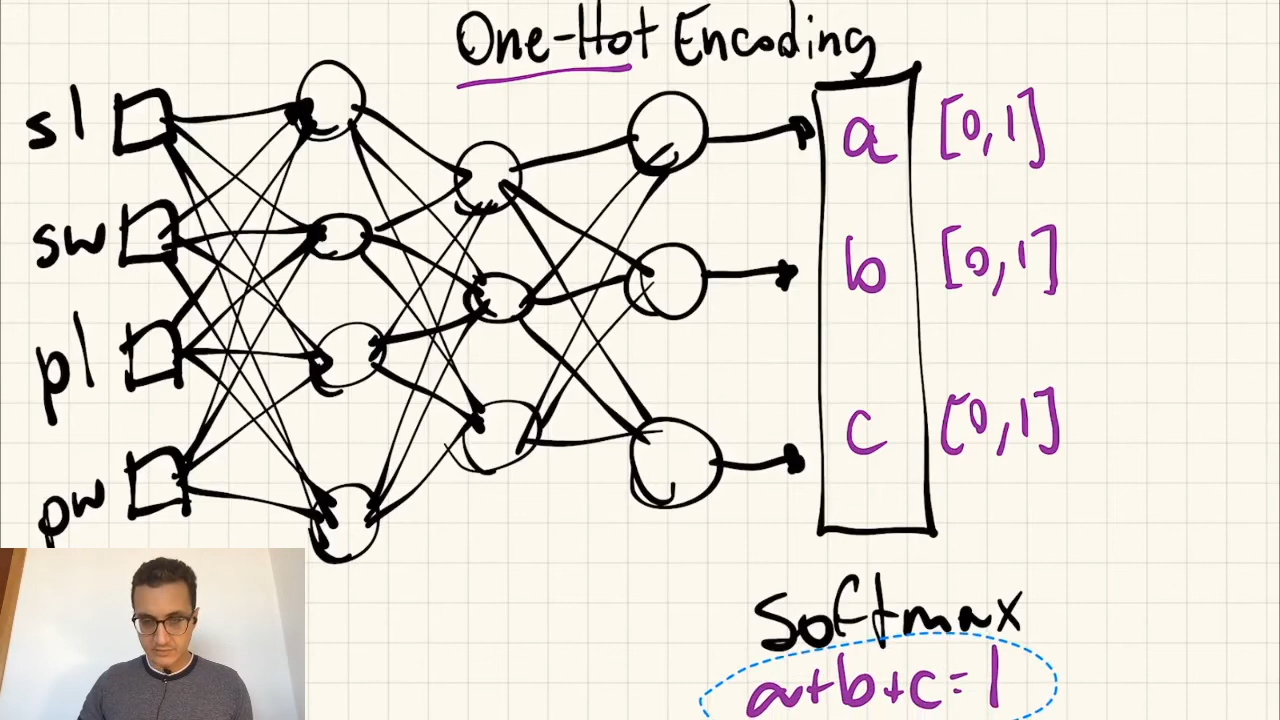 One-Hot Encoding
sl
sw
pl
pw
a [0,1]
b [0,1]
c [0,1]
Softmax
a+b+c=1